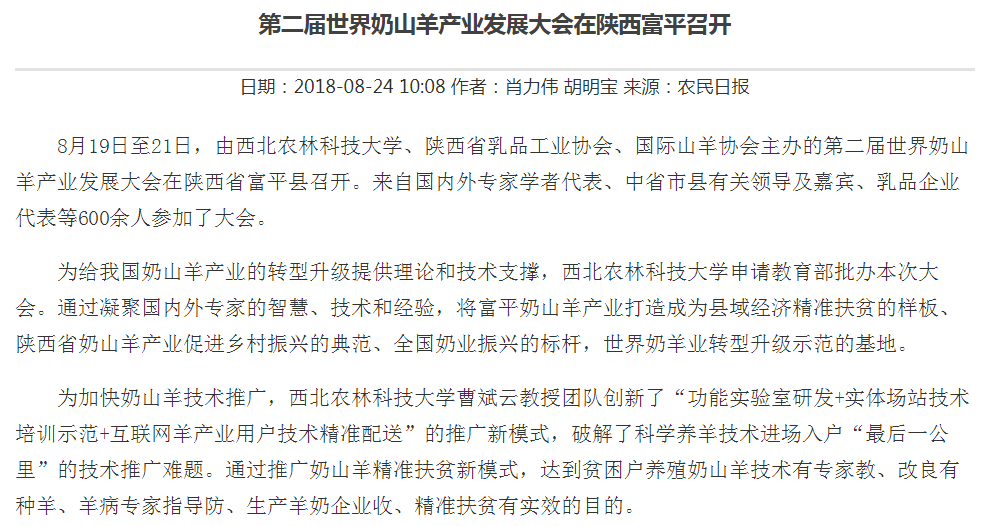 第二届世界奶山羊产业发展大会在陕西富平召开
日期：2018-08-24 10:08 作者：肖力伟 胡明宝 来源：农民日报
8月19日至21日，由西北农林科技大学、陕西省乳品工业协会、国际山羊协会主办的第二届世界奶山
羊产业发展大会在陕西省富平县召开。来自国内外专家学者代表、中省市县有关领导及嘉宾、乳品企业
代表等600余人参加了大会。
为给我国奶山羊产业的转型升级提供理论和技术支撑，西北农林科技大学申请教育部批办本次大
会。通过凝聚国内外专家的智慧、技术和经验，将富平奶山羊产业打造成为县域经济精准扶贫的样板、
陕西省奶山羊产业促进乡村振兴的典范、全国奶业振兴的标杆，世界奶羊业转型升级示范的基地。
为加快奶山羊技术推广，西北农林科技大学曹斌云教授团队创新了“功能实验室研发+实体场站技术
培训示范+互联网羊产业用户技术精准配送”的推广新模式，破解了科学养羊技术进场入户“最后一公
里”的技术推广难题。通过推广奶山羊精准扶贫新模式，达到贫困户养殖奶山羊技术有专家教、改良有
种羊、羊病专家指导防、生产羊奶企业收、精准扶贫有实效的目的。